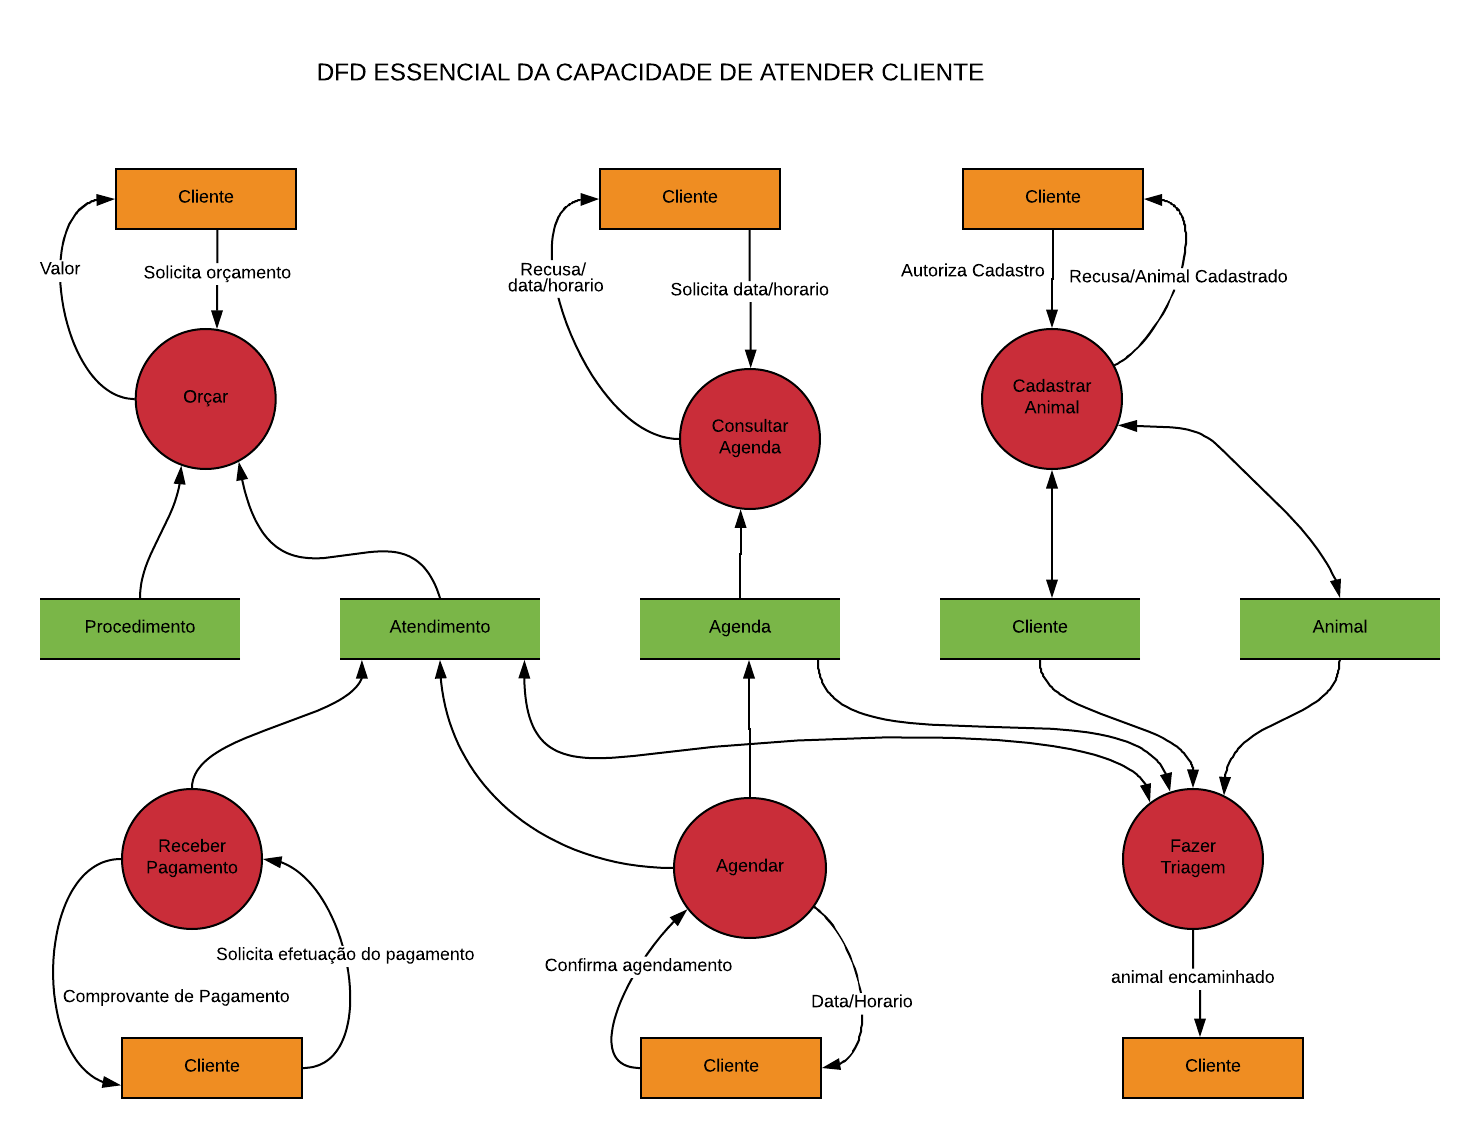 DFD ESSENCIAL DA CAPACIDADE DE ATENDER CLIENTE
Cliente
Cliente
Cliente
Valor
Solicita orçamento
Recusa/
data/horario
Solicita data/horario
Autoriza Cadastro
Recusa/Animal Cadastrado
Orçar
Consultar
Agenda
Cadastrar
Animal
Procedimento
Atendimento
Agenda
Cliente
Animal
Receber
Pagamento
Agendar
Fazer
Triagem
Solicita efetuação do pagamento
Comprovante de Pagamento
Confirma agendamento
Data/Horario
animal encaminhado
Cliente
Cliente
Cliente